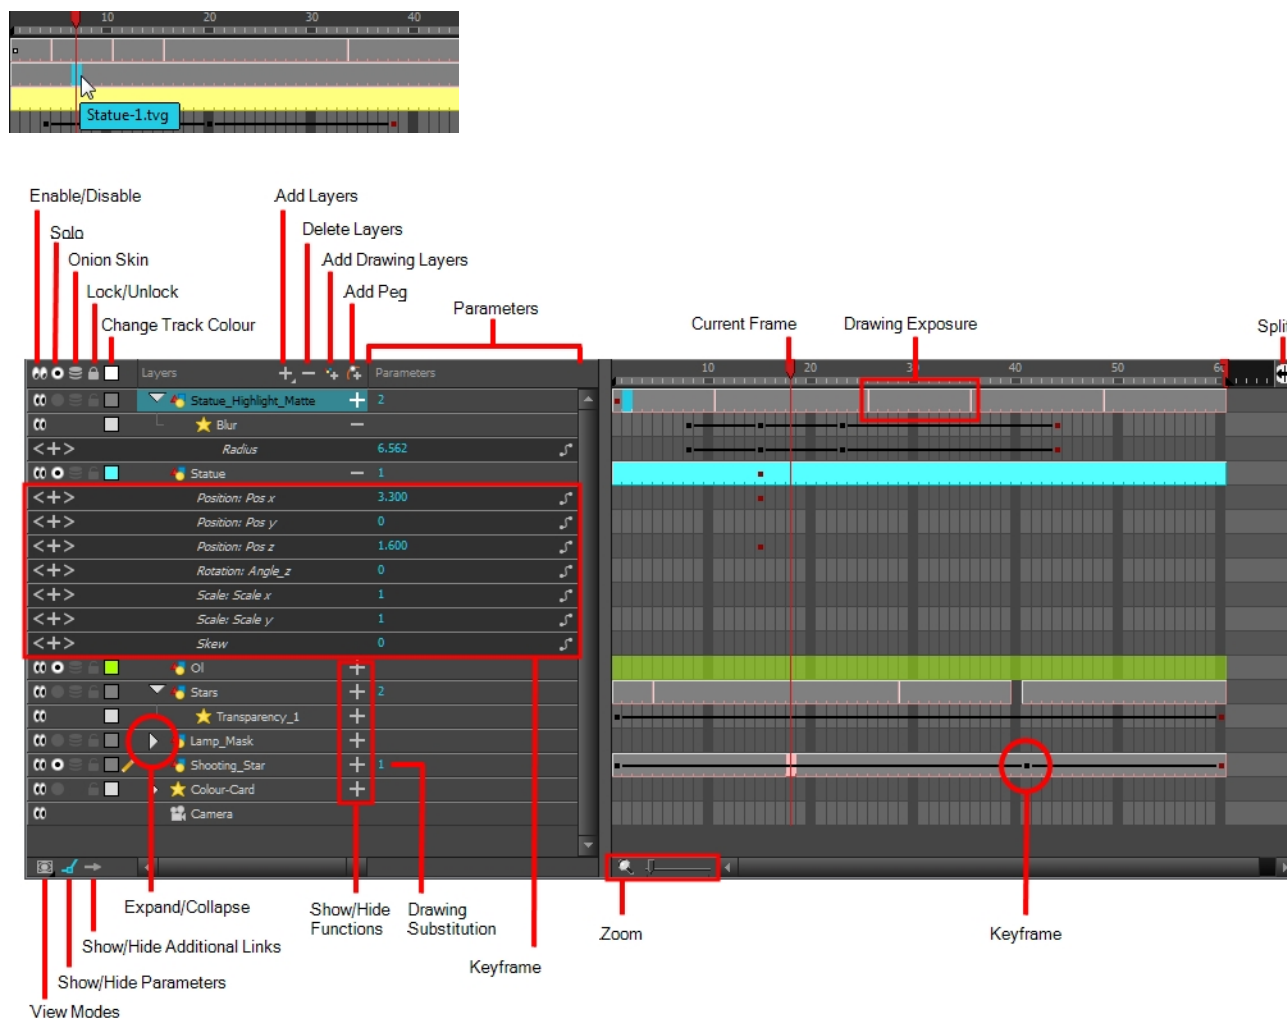 10 20 30 40
Statue-1.tvg
Enable/Disable
Add Layers
Solo
Delete Layers
Onion Skin
Add Drawing Layers
Lock/Unlock
Add Peg
Change Track Colour
Parameters
Current Frame
Drawing Exposure
Split
Layers
Parameters
10 20 30 40 50 60
Statue_Highlight_Matte 2
Blur
Radius 6.562
Statue 1
Position: Pos x 3.300
Position: Pos y 0
Position: Pos z 1.600
Rotation: Angle_z 0
Scale: Scale x 1
Scale: Scale y 1
Skew 0
Ol
Stars 2
Transparency_1
Lamp_Mask
Shooting_Star 1
Colour-Card
Camera
Expand/Collapse
Show/Hide
Functions
Drawing
Substitution
Zoom
Keyframe
Show/Hide Additional Links
Keyframe
Show/Hide Parameters
View Modes